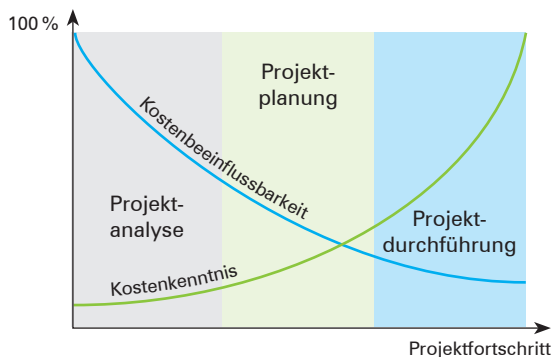 100 %
Projekt-
planung
Kostenbeeinflussbarkeit
Projekt-
analyse
Projekt-
durchführung
Kostenkenntnis
Projektfortschritt